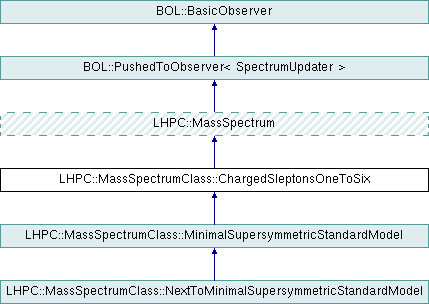 BOL::BasicObserver
BOL::PushedToObserver< SpectrumUpdater >
LHPC::MassSpectrum
LHPC::MassSpectrumClass::ChargedSleptonsOneToSix
LHPC::MassSpectrumClass::MinimalSupersymmetricStandardModel
LHPC::MassSpectrumClass::NextToMinimalSupersymmetricStandardModel